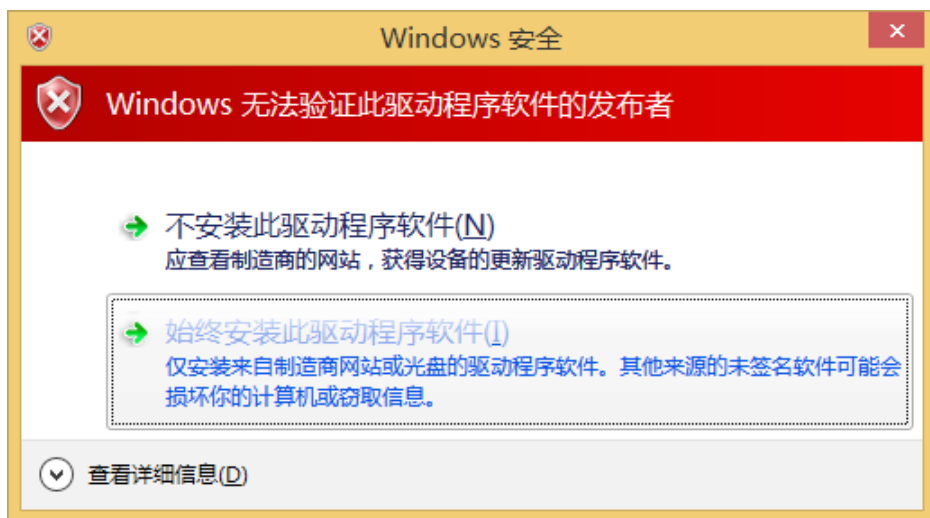 Windows 安全
Windows 无法验证此驱动程序软件的发布者
不安装此驱动程序软件(N)
应查看制造商的网站，获得设备的更新驱动程序软件。
始终安装此驱动程序软件(I)
仅安装来自制造商网站或光盘的驱动程序软件。其他来源的未签名软件可能会
损坏你的计算机或窃取信息。
查看详细信息(D)